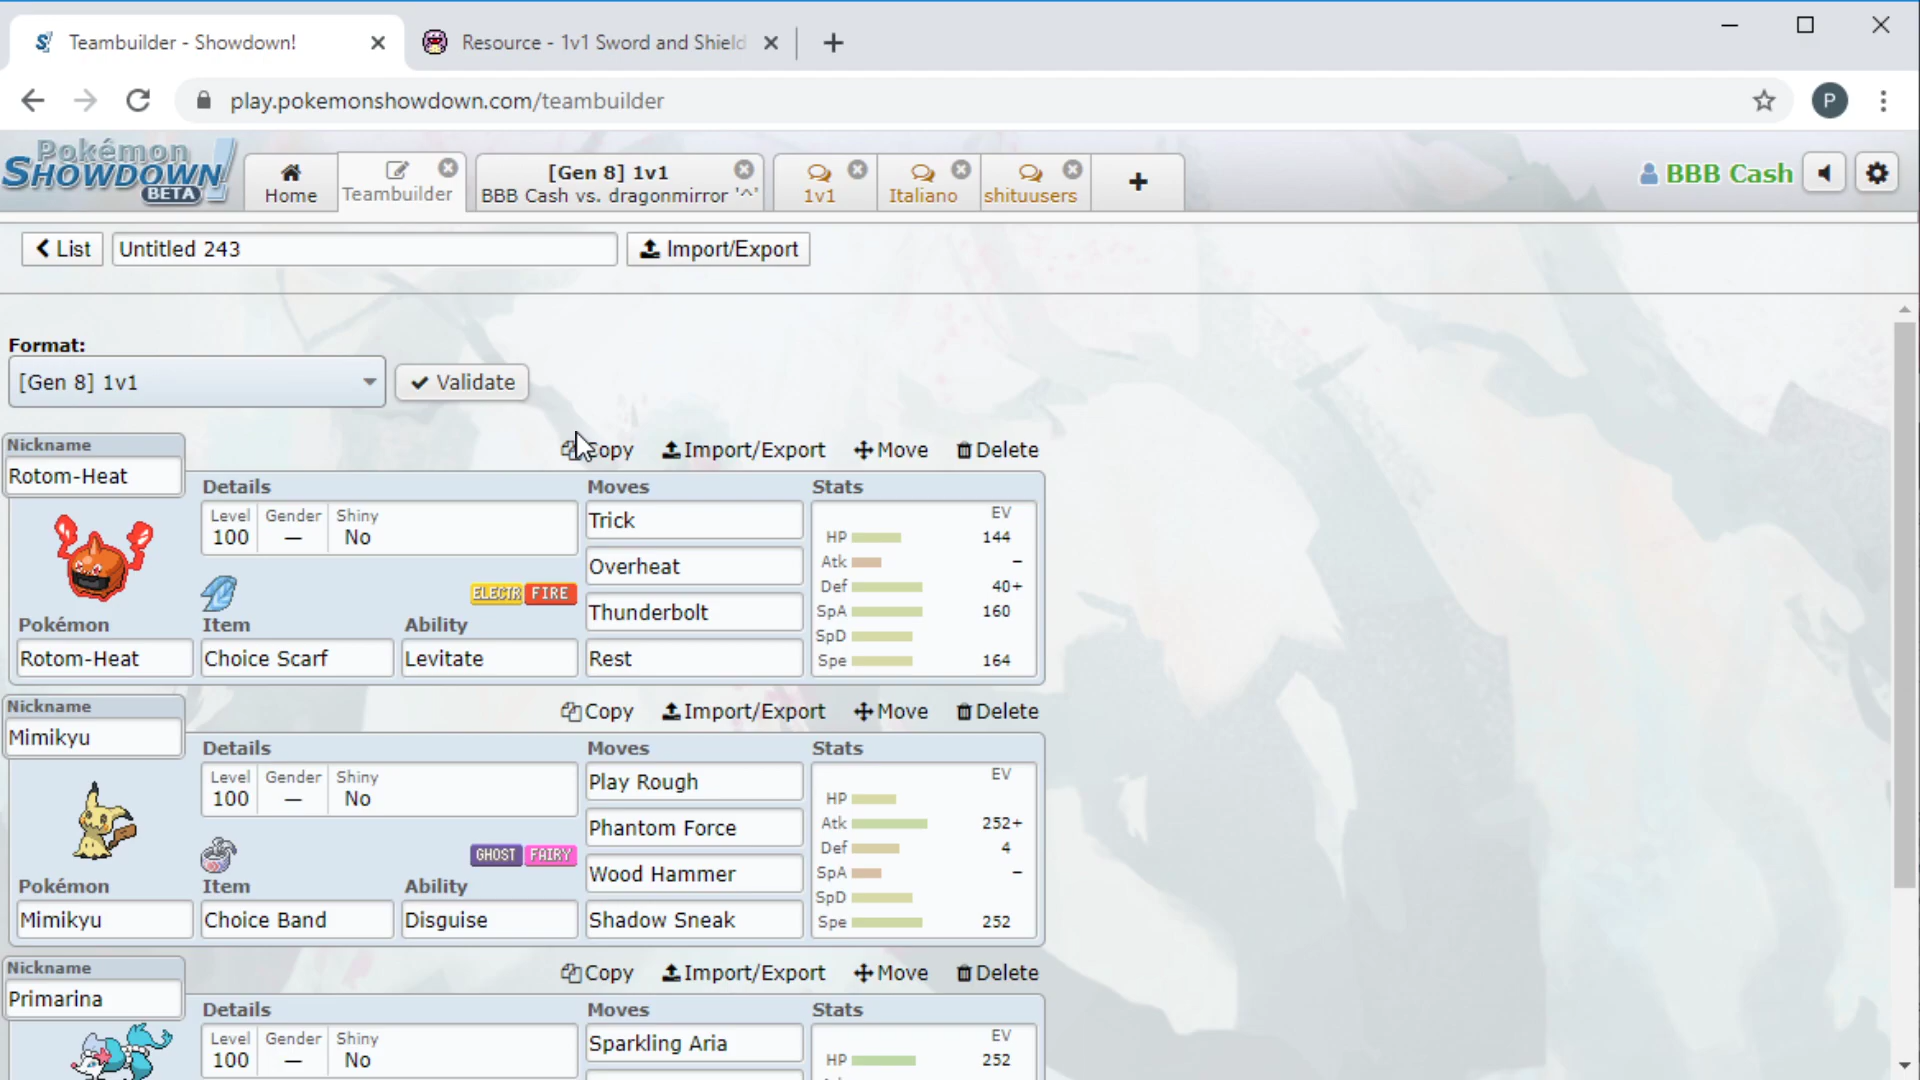 Teambuilder - Showdown!
Resource - 1v1 Sword and Shield
play.pokemonshowdown.com/teambuilder
P
Pokémon
SHOWDOWN!
BETA
Home
Teambuilder
[Gen 8] 1v1
BBB Cash vs. dragonmirror '^'
1v1
Italiano
shituusers
BBB Cash
List
Untitled 243
Import/Export
Format:
[Gen 8] 1v1
Validate
Nickname
Rotom-Heat
Copy Import/Export Move Delete
Details
Level Gender Shiny
100 — No
ELECTR FIRE
Pokémon Item Ability
Rotom-Heat Choice Scarf Levitate
Moves
Trick
Overheat
Thunderbolt
Rest
Stats
EV
HP 144
Atk –
Def 40+
SpA 160
SpD
Spe 164
Nickname
Mimikyu
Copy Import/Export Move Delete
Details
Level Gender Shiny
100 — No
GHOST FAIRY
Pokémon Item Ability
Mimikyu Choice Band Disguise
Moves
Play Rough
Phantom Force
Wood Hammer
Shadow Sneak
Stats
EV
HP
Atk 252+
Def 4
SpA –
SpD
Spe 252
Nickname
Primarina
Copy Import/Export Move Delete
Details
Level Gender Shiny
100 — No
Moves
Sparkling Aria
Stats
EV
HP 252